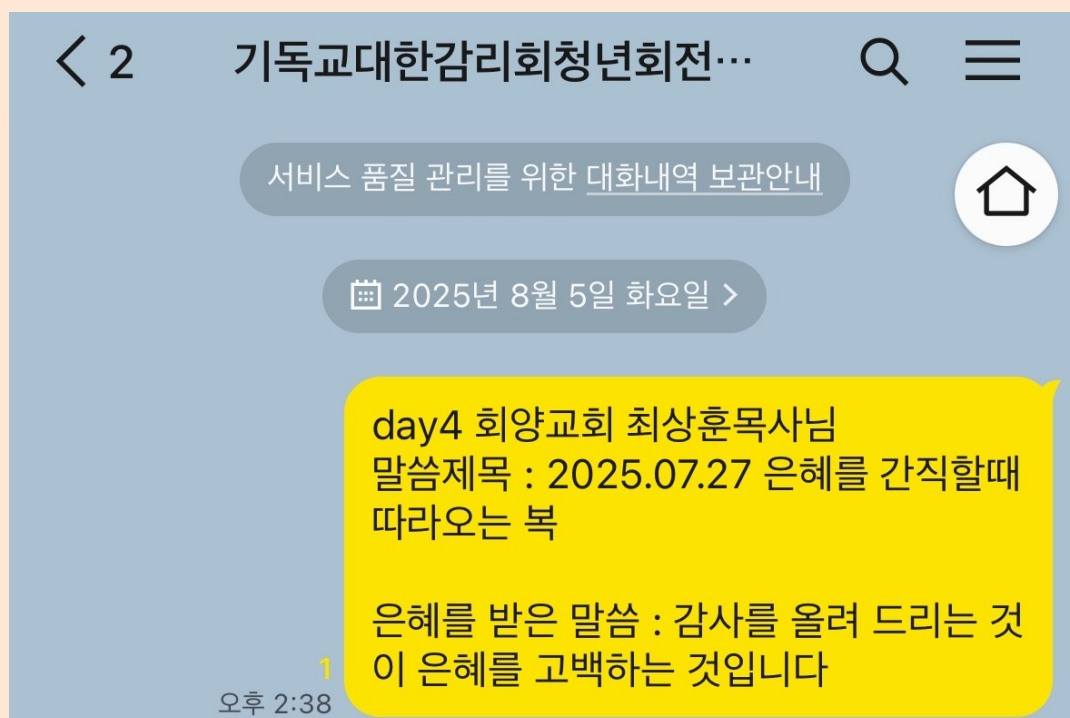 2 기독교대한감리회청년회전…
서비스 품질 관리를 위한 대화내역 보관안내
2025년 8월 5일 화요일
day4 회양교회 최상훈목사님
말씀제목 : 2025.07.27 은혜를 간직할때
따라오는 복
은혜를 받은 말씀 : 감사를 올려 드리는 것
이 은혜를 고백하는 것입니다
1
오후 2:38